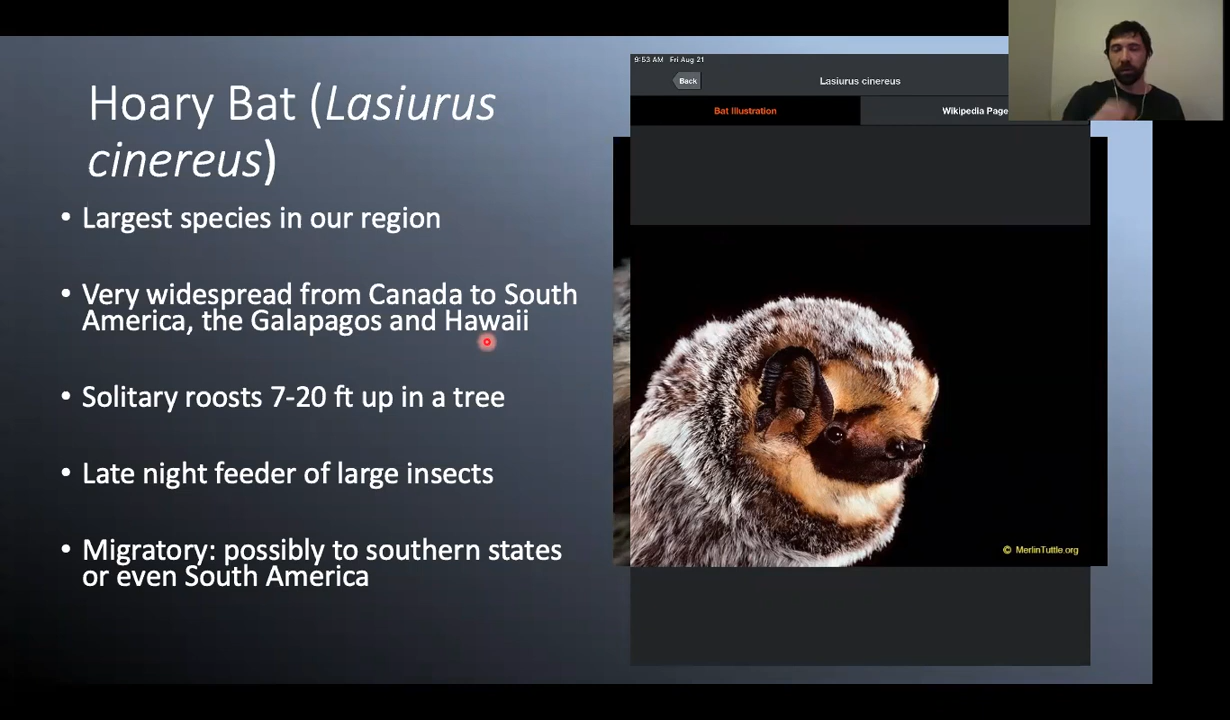 Hoary Bat (Lasiurus
cinereus)
• Largest species in our region
• Very widespread from Canada to South
America, the Galapagos and Hawaii
• Solitary roosts 7-20 ft up in a tree
• Late night feeder of large insects
• Migratory: possibly to southern states
or even South America
9:53 AM Fri Aug 21
Back
Lasiurus cinereus
Bat Illustration
Wikipedia Page
© MerlinTuttle.org